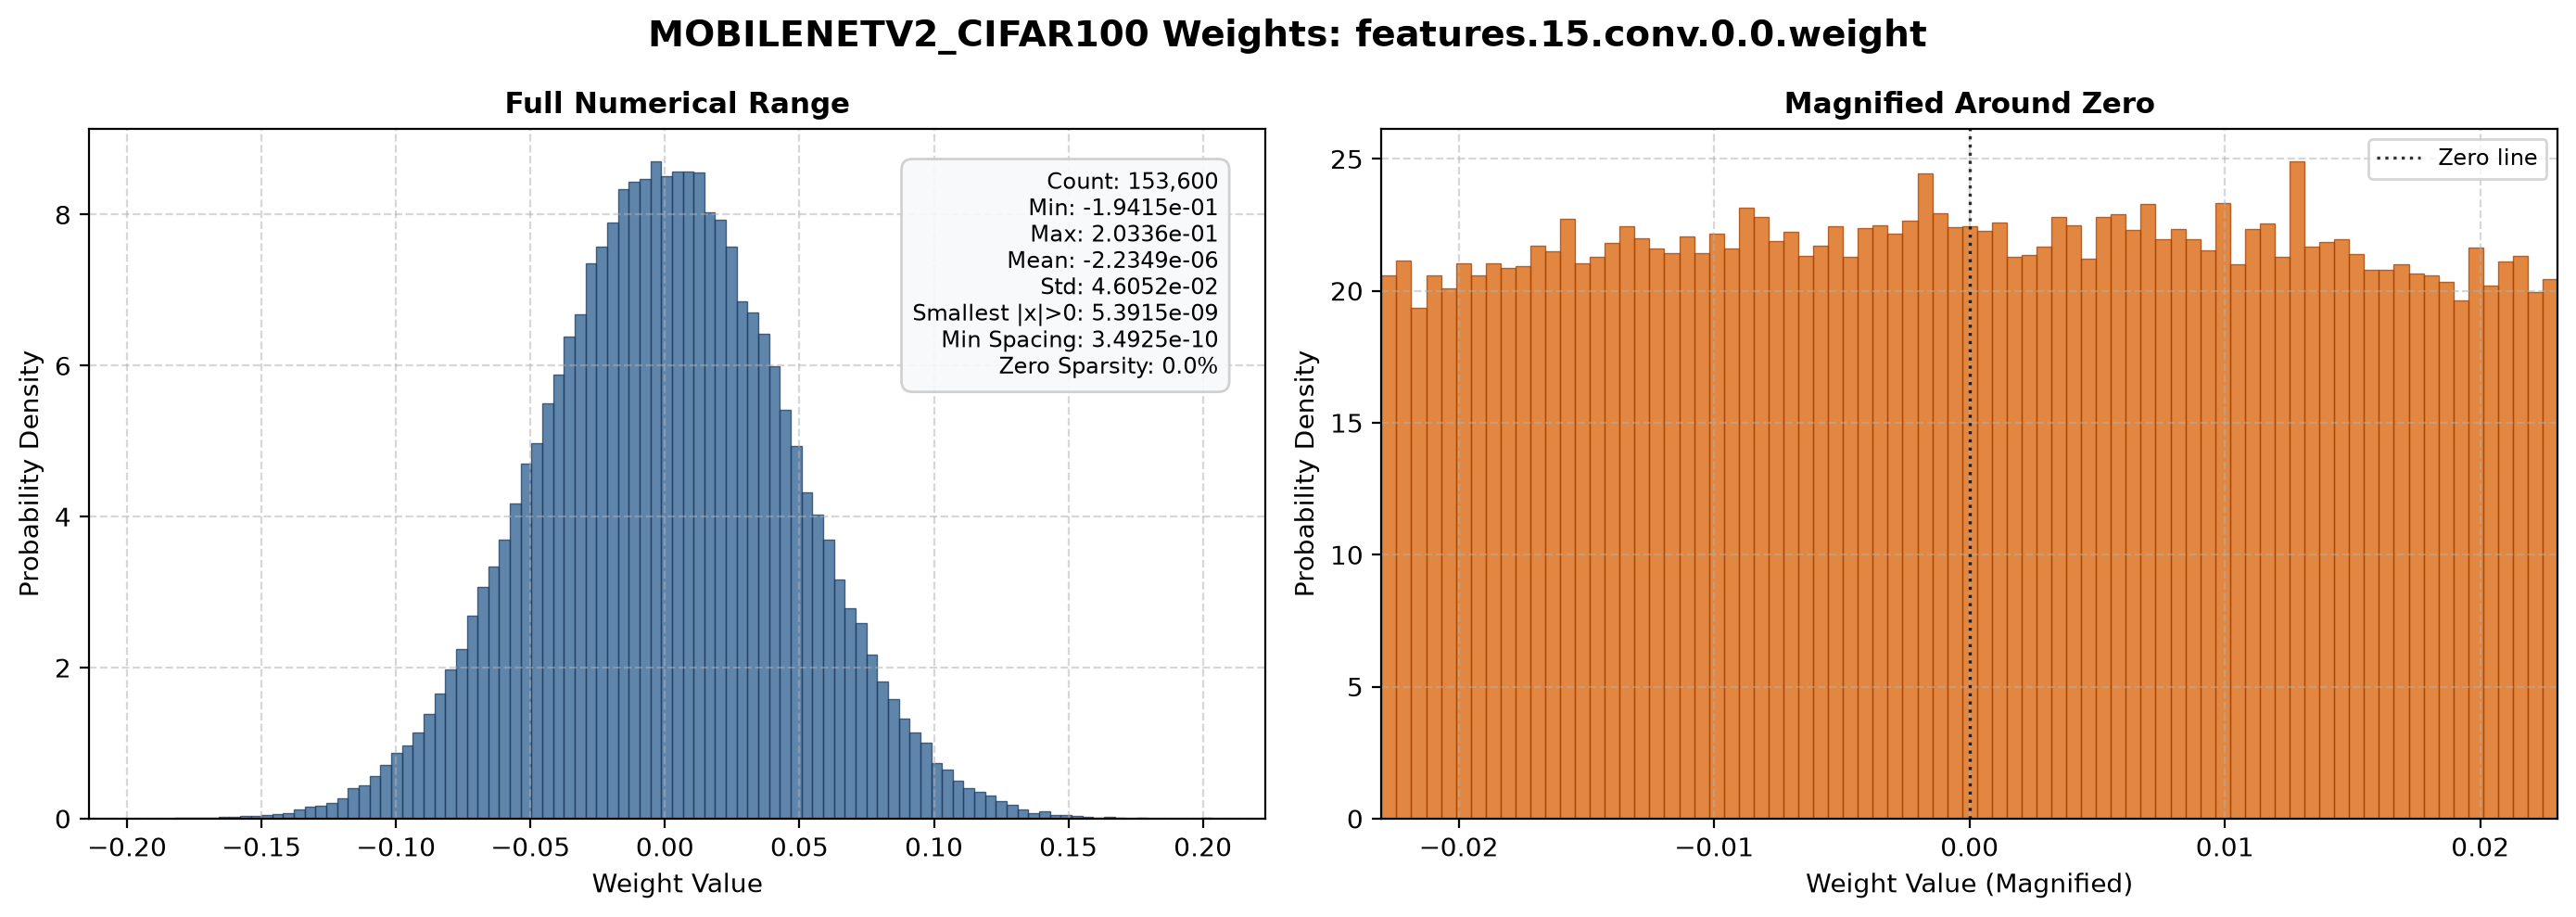 MOBILENETV2_CIFAR100 Weights: features.15.conv.0.0.weight
Full Numerical Range
Probability Density
8
6
4
2
0
Count: 153,600
Min: -1.9415e-01
Max: 2.0336e-01
Mean: -2.2349e-06
Std: 4.6052e-02
Smallest |x|>0: 5.3915e-09
Min Spacing: 3.4925e-10
Zero Sparsity: 0.0%
−0.20 −0.15 −0.10 −0.05 0.00 0.05 0.10 0.15 0.20
Weight Value
Magnified Around Zero
Probability Density
25
20
15
10
5
0
Zero line
−0.02 −0.01 0.00 0.01 0.02
Weight Value (Magnified)